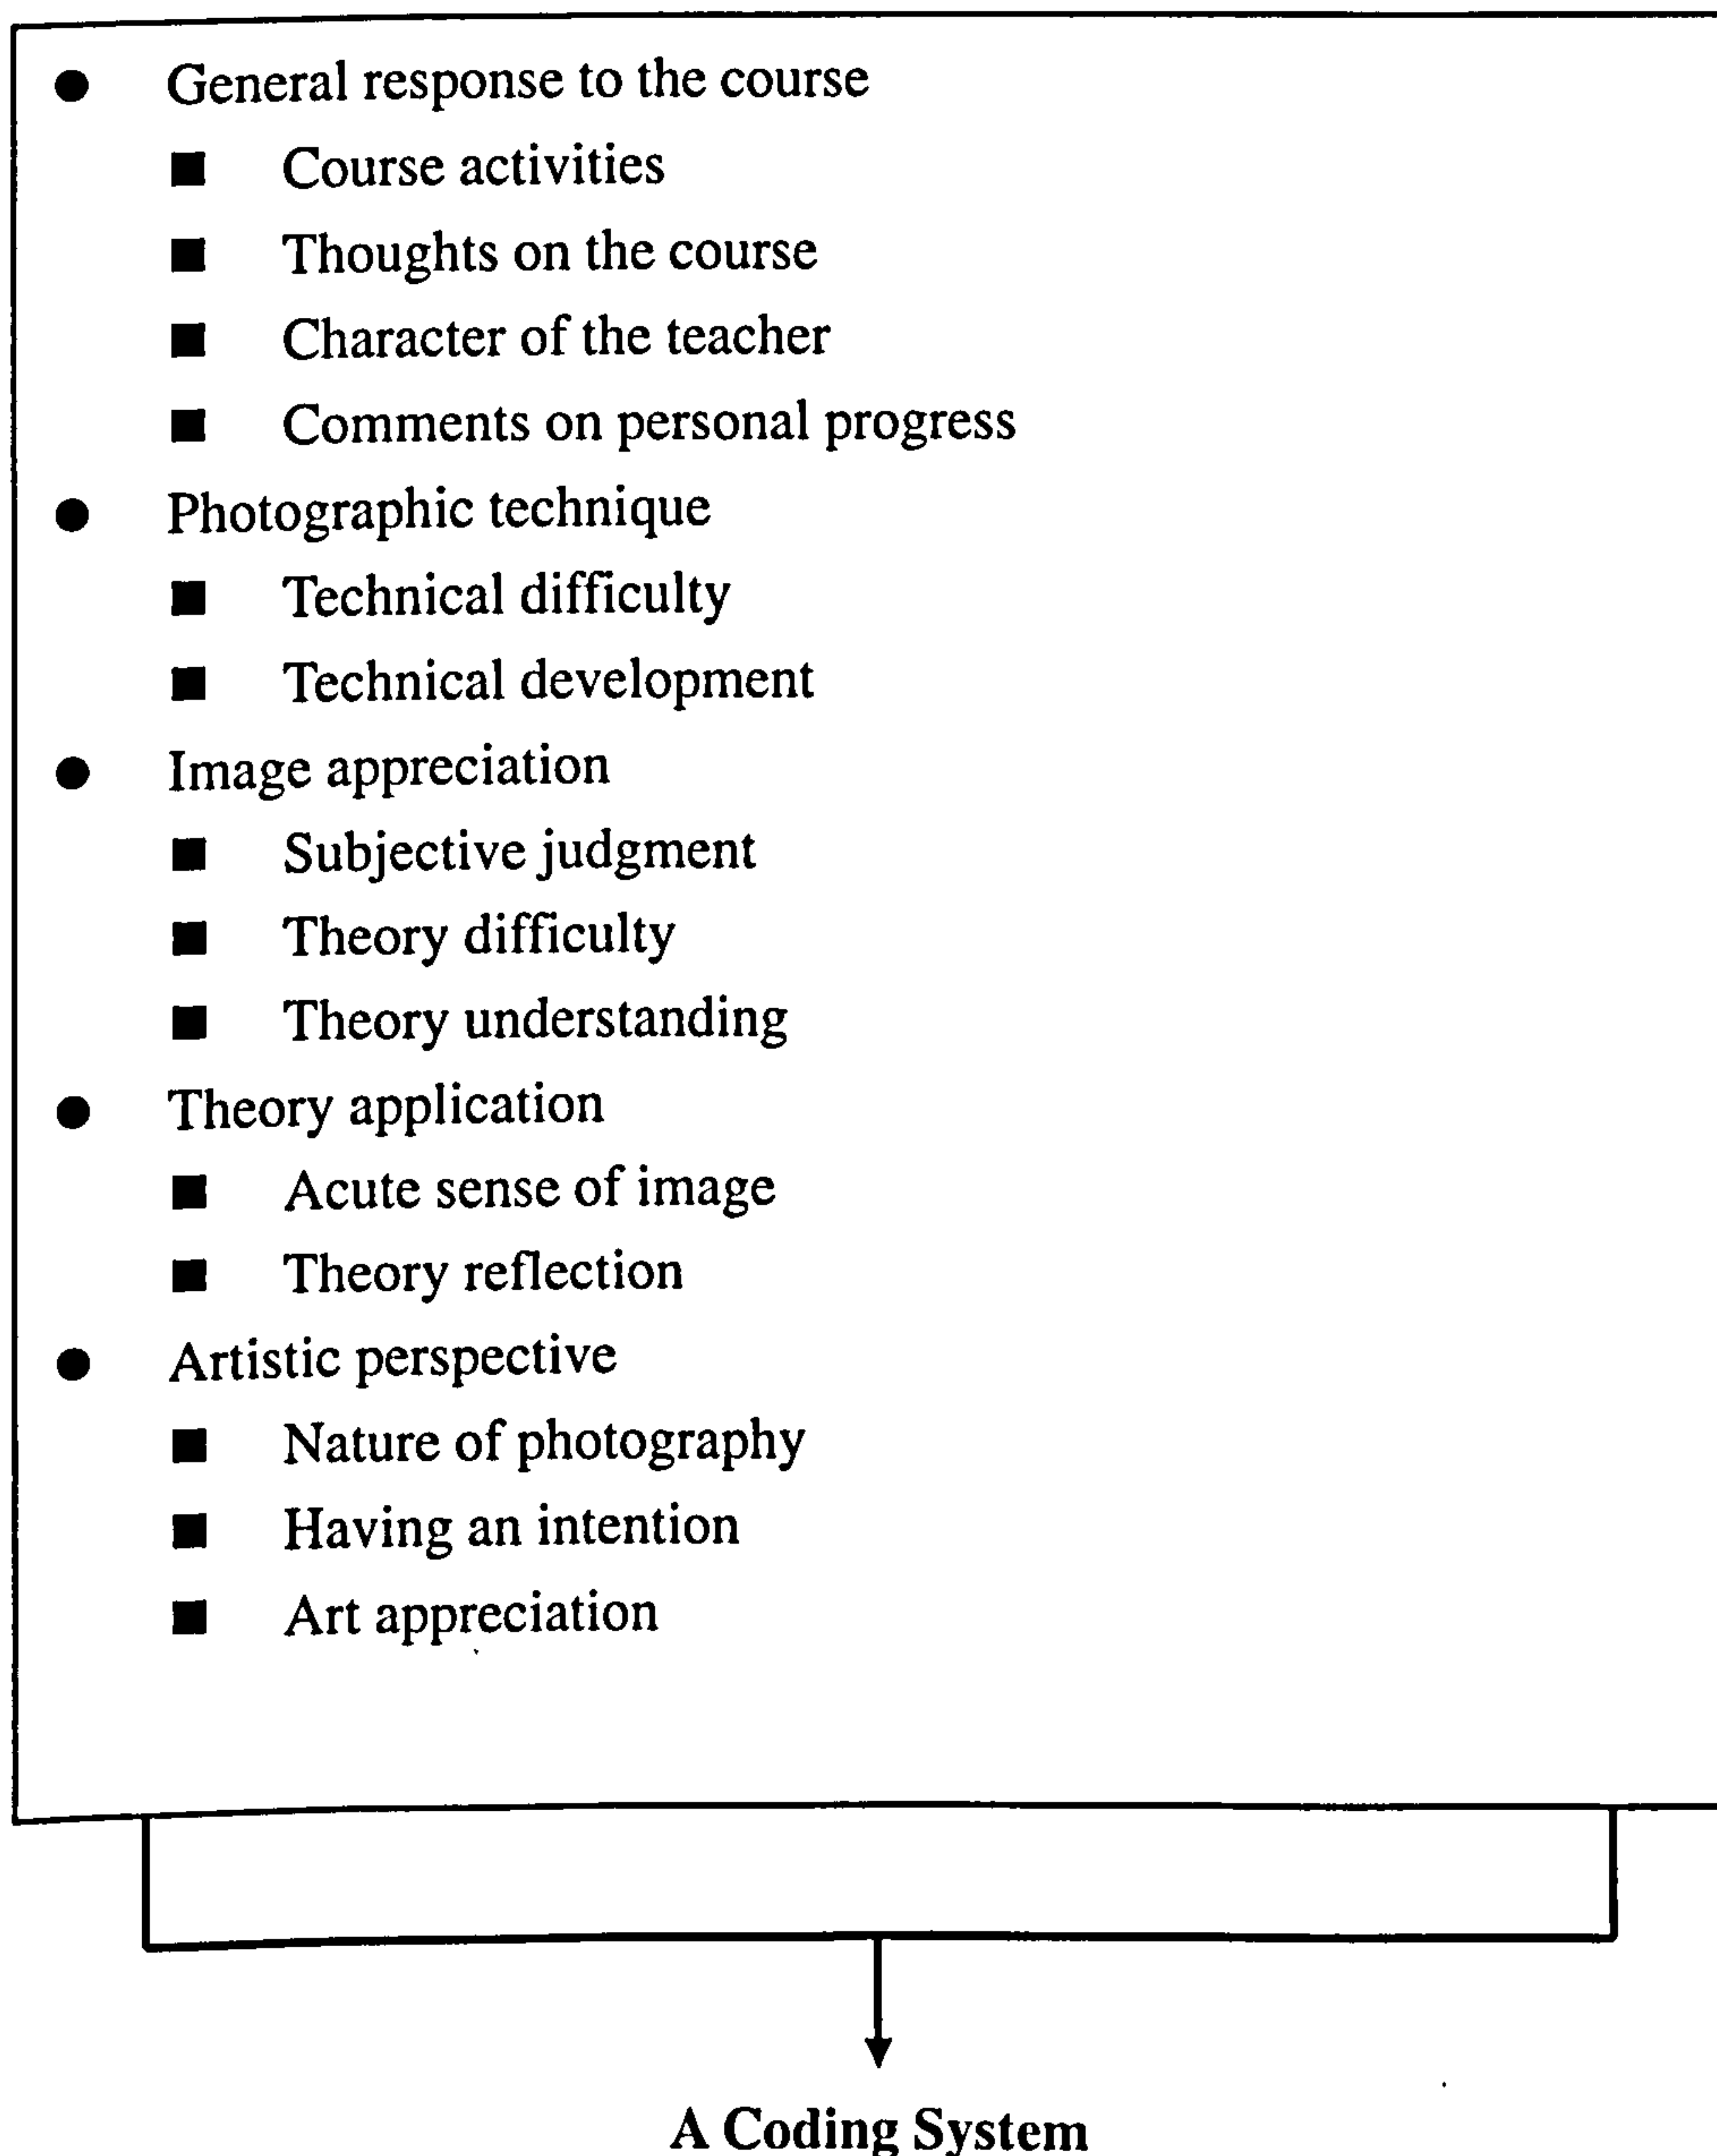 ● General response to the course
■ Course activities
■ Thoughts on the course
■ Character of the teacher
■ Comments on personal progress
● Photographic technique
■ Technical difficulty
■ Technical development
● Image appreciation
■ Subjective judgment
■ Theory difficulty
■ Theory understanding
● Theory application
■ Acute sense of image
■ Theory reflection
● Artistic perspective
■ Nature of photography
■ Having an intention
■ Art appreciation
A Coding System